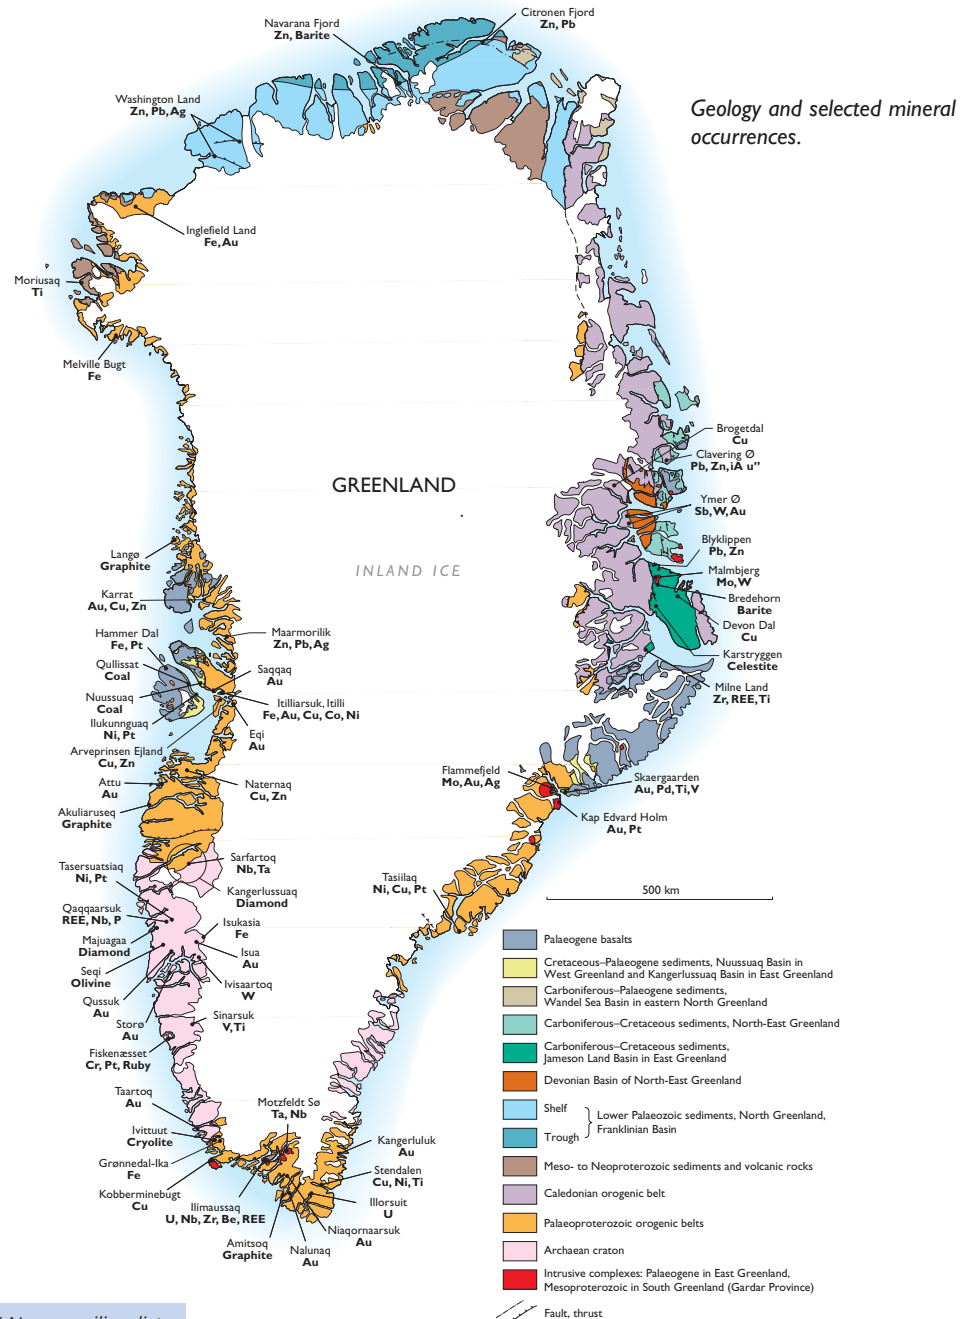 Citronen Fjord
Zn, Pb
Navarana Fjord
Zn, Barite
Geology and selected mineral
occurrences.
Washington Land
Zn, Pb, Ag
Inglefield Land
Fe, Au
Moriusaq
Ti
Melville Bugt
Fe
Brogetdal
Cu
Clavering Ø
Pb, Zn, ìA u”
GREENLAND
Ymer Ø
Sb, W, Au
Blyklippen
Pb, Zn
Langø
Graphite
INLAND ICE
Malmbjerg
Mo, W
Karrat
Au, Cu, Zn
Bredehorn
Barite
Devon Dal
Cu
Hammer Dal
Fe, Pt
Maarmorilik
Zn, Pb, Ag
Karstryggen
Celestite
Qullissat
Coal
Saqqaq
Au
Milne Land
Zr, REE, Ti
Nuussuaq
Coal
Itilliarsuk, Itilli
Fe, Au, Cu, Co, Ni
Ilukunnguaq
Ni, Pt
Eqi
Au
Arveprinsen Ejland
Cu, Zn
Flammefjeld
Mo, Au, Ag
Skaergaarden
Au, Pd, Ti, V
Attu
Au
Naternaq
Cu, Zn
Akuliaruseq
Graphite
Kap Edvard Holm
Au, Pt
Sarfartoq
Nb, Ta
Tasersuatsiaq
Ni, Pt
Tasiilaq
Ni, Cu, Pt
Kangerlussuaq
Diamond
500 km
Qaqqaarsuk
REE, Nb, P
Isukasia
Fe
Majuagaa
Diamond
Isua
Au
Seqi
Olivine
Ivisaartoq
W
Qussuk
Au
Sinarsuk
V, Ti
Storø
Au
Fiskenæsset
Cr, Pt, Ruby
Taartoq
Au
Motzfeldt Sø
Ta, Nb
Ivittuut
Cryolite
Kangerluluk
Au
Grønnedal-Ika
Fe
Stendalen
Cu, Ni, Ti
Kobberminebugt
Cu
Ilímaussaq
U, Nb, Zr, Be, REE
Illorsuit
U
Niaqornaarsuk
Au
Amitsoq
Graphite
Nalunaq
Au
Palaeogene basalts
Cretaceous–Palaeogene sediments, Nuussuaq Basin in
West Greenland and Kangerlussuaq Basin in East Greenland
Carboniferous–Palaeogene sediments,
Wandel Sea Basin in eastern North Greenland
Carboniferous–Cretaceous sediments, North-East Greenland
Carboniferous–Cretaceous sediments,
Jameson Land Basin in East Greenland
Devonian Basin of North-East Greenland
Shelf
Trough
Lower Palaeozoic sediments, North Greenland,
Franklinian Basin
Meso- to Neoproterozoic sediments and volcanic rocks
Caledonian orogenic belt
Palaeoproterozoic orogenic belts
Archaean craton
Intrusive complexes: Palaeogene in East Greenland,
Mesoproterozoic in South Greenland (Gardar Province)
Fault, thrust